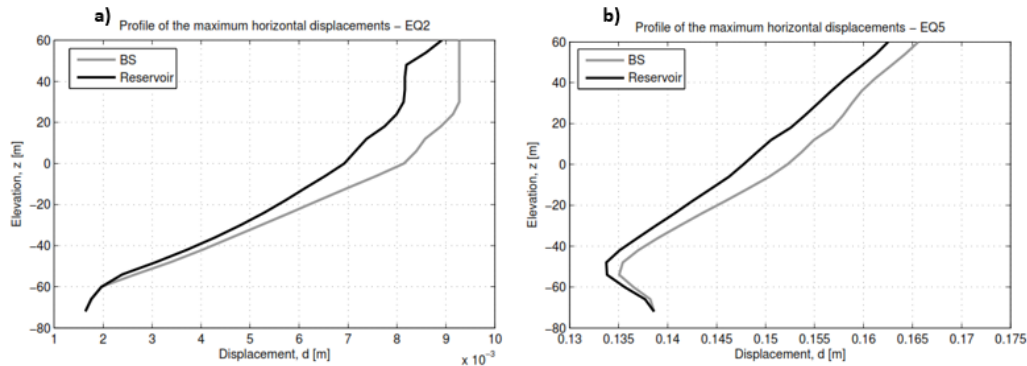 a)
Profile of the maximum horizontal displacements – EQ2
60
40
20
0
−20
−40
−60
−80
Elevation, z [m]
BS
Reservoir
1 2 3 4 5 6 7 8 9 10
Displacement, d [m]
x 10⁻³
b)
Profile of the maximum horizontal displacements – EQ5
60
40
20
0
−20
−40
−60
−80
Elevation, z [m]
BS
Reservoir
0.13 0.135 0.14 0.145 0.15 0.155 0.16 0.165 0.17 0.175
Displacement, d [m]